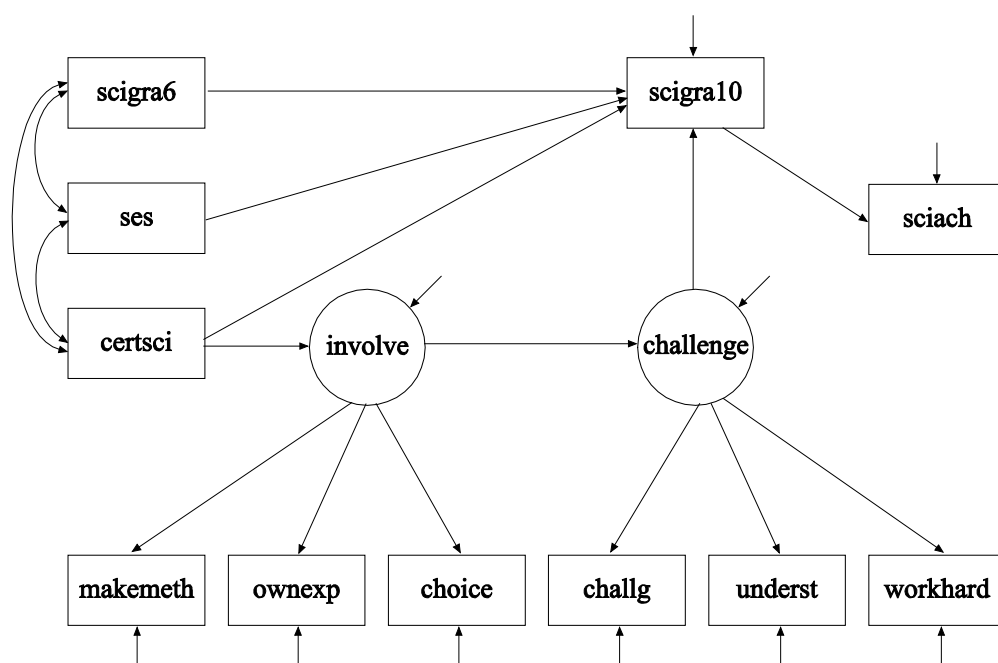 scigra6
scigra10
ses
sciach
certsci
involve
challenge
makemeth
ownexp
choice
challg
underst
workhard